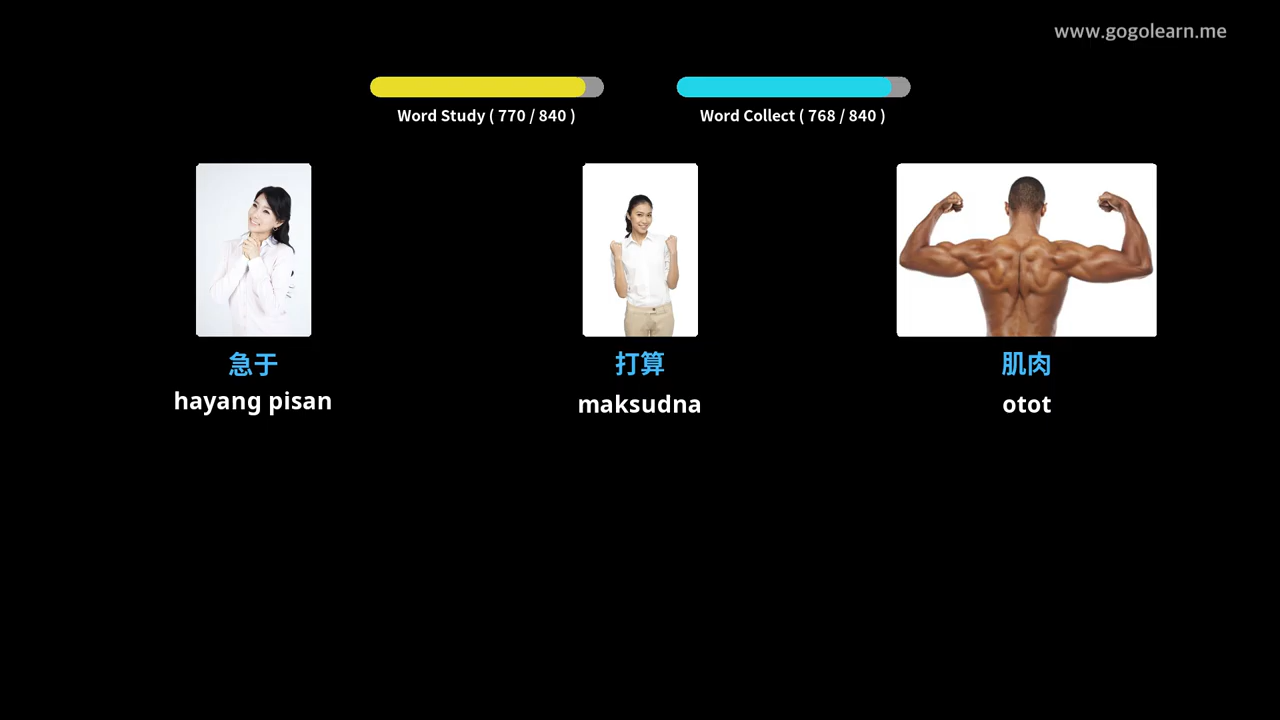 www.gogolearn.me
Word Study ( 770 / 840 )
Word Collect ( 768 / 840 )
急于
打算
肌肉
hayang pisan
maksudna
otot